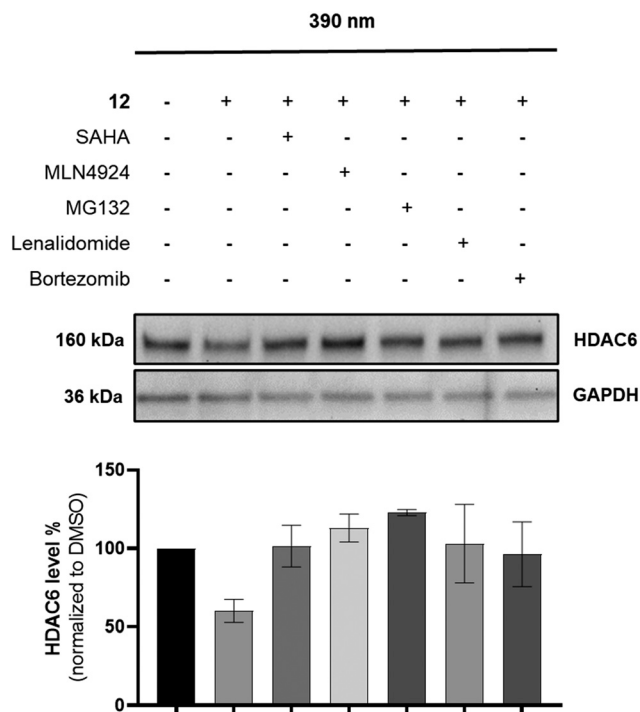 390 nm
12 - + + + + + +
SAHA - - + - - - -
MLN4924 - - - + - - -
MG132 - - - - + - -
Lenalidomide - - - - - + -
Bortezomib - - - - - - +
160 kDa HDAC6
36 kDa GAPDH
HDAC6 level %
(normalized to DMSO)
150
100
50
0